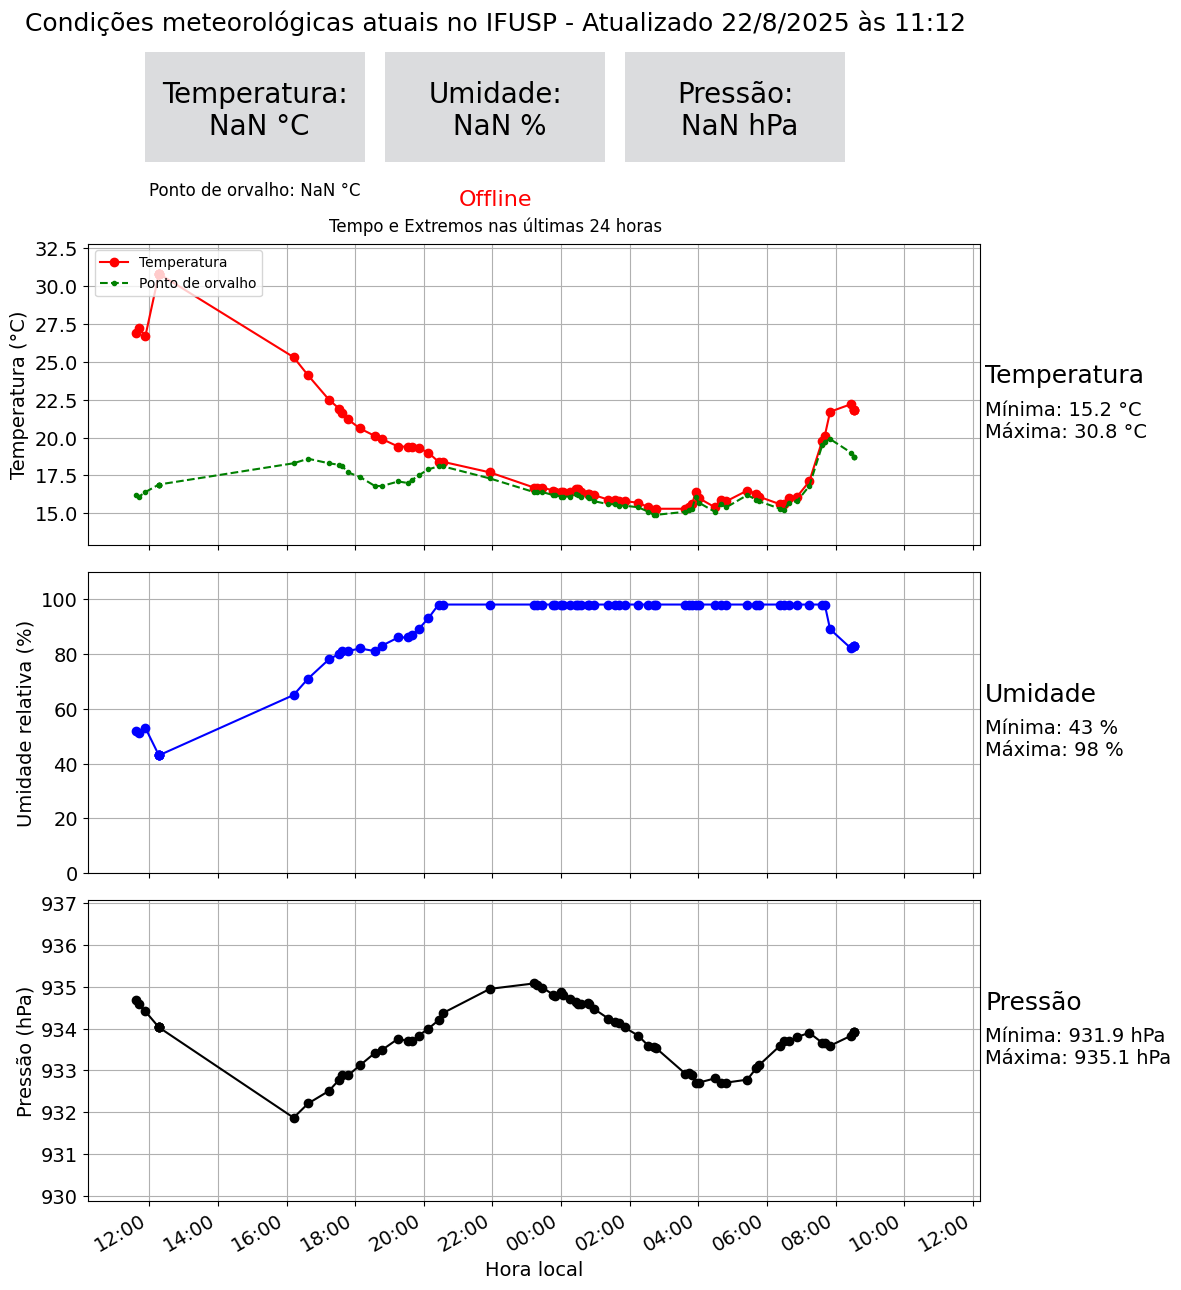 Condições meteorológicas atuais no IFUSP - Atualizado 22/8/2025 às 11:12
Temperatura:
NaN °C
Umidade:
NaN %
Pressão:
NaN hPa
Ponto de orvalho: NaN °C
Offline
Tempo e Extremos nas últimas 24 horas
32.5
30.0
27.5
25.0
22.5
20.0
17.5
15.0
Temperatura (°C)
Temperatura
Ponto de orvalho
Temperatura
Mínima: 15.2 °C
Máxima: 30.8 °C
100
80
60
40
20
0
Umidade relativa (%)
Umidade
Mínima: 43 %
Máxima: 98 %
937
936
935
934
933
932
931
930
Pressão (hPa)
Pressão
Mínima: 931.9 hPa
Máxima: 935.1 hPa
12:00
14:00
16:00
18:00
20:00
22:00
00:00
02:00
04:00
06:00
08:00
10:00
12:00
Hora local